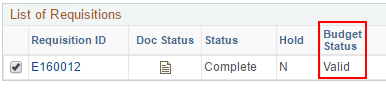 List of Requisitions
Requisition ID Doc Status Status Hold Budget Status
E160012 Complete N Valid